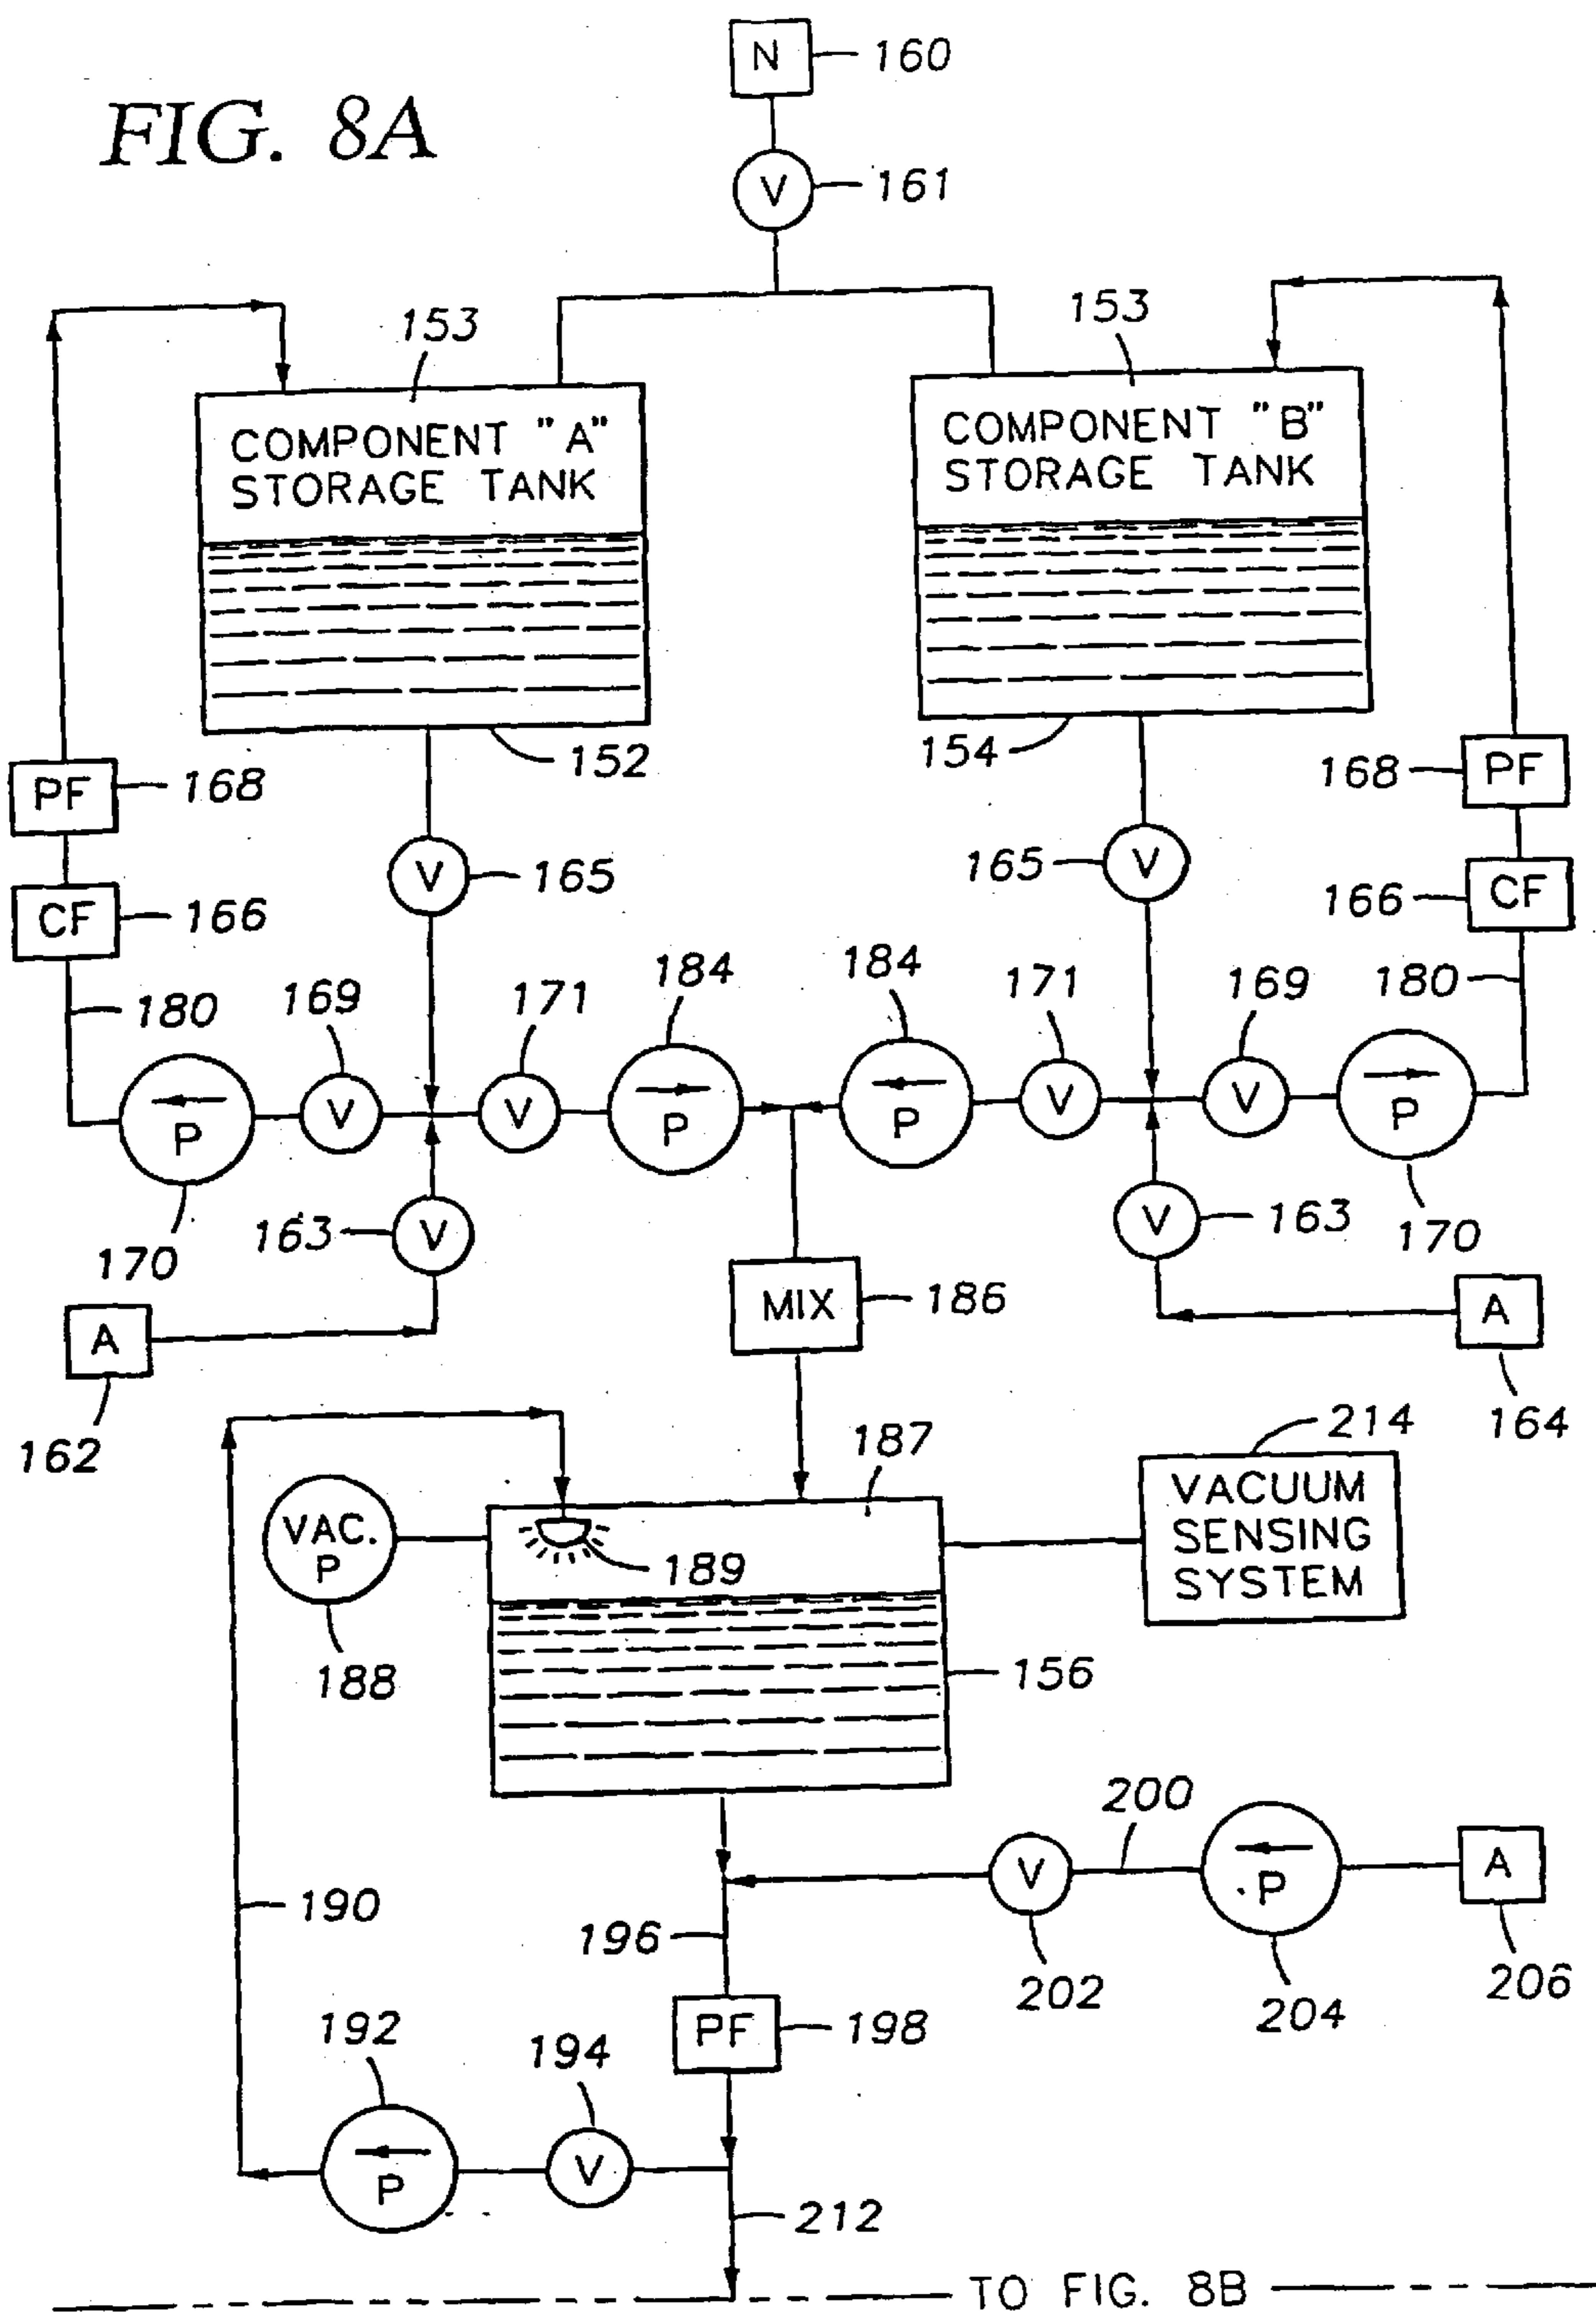 FIG. 8A
N
160
V
161
153
153
COMPONENT "A"
STORAGE TANK
COMPONENT "B"
STORAGE TANK
152
154
PF
168
168
PF
V
165
165
V
CF
166
166
CF
180
169
171
184
184
171
169
180
P
V
V
P
P
V
V
P
170
163
V
V
163
170
MIX
186
A
162
A
164
187
214
VAC.
P
188
189
VACUUM
SENSING
SYSTEM
156
200
V
P
A
190
196
202
204
206
PF
198
192
194
P
V
212
TO FIG. 8B